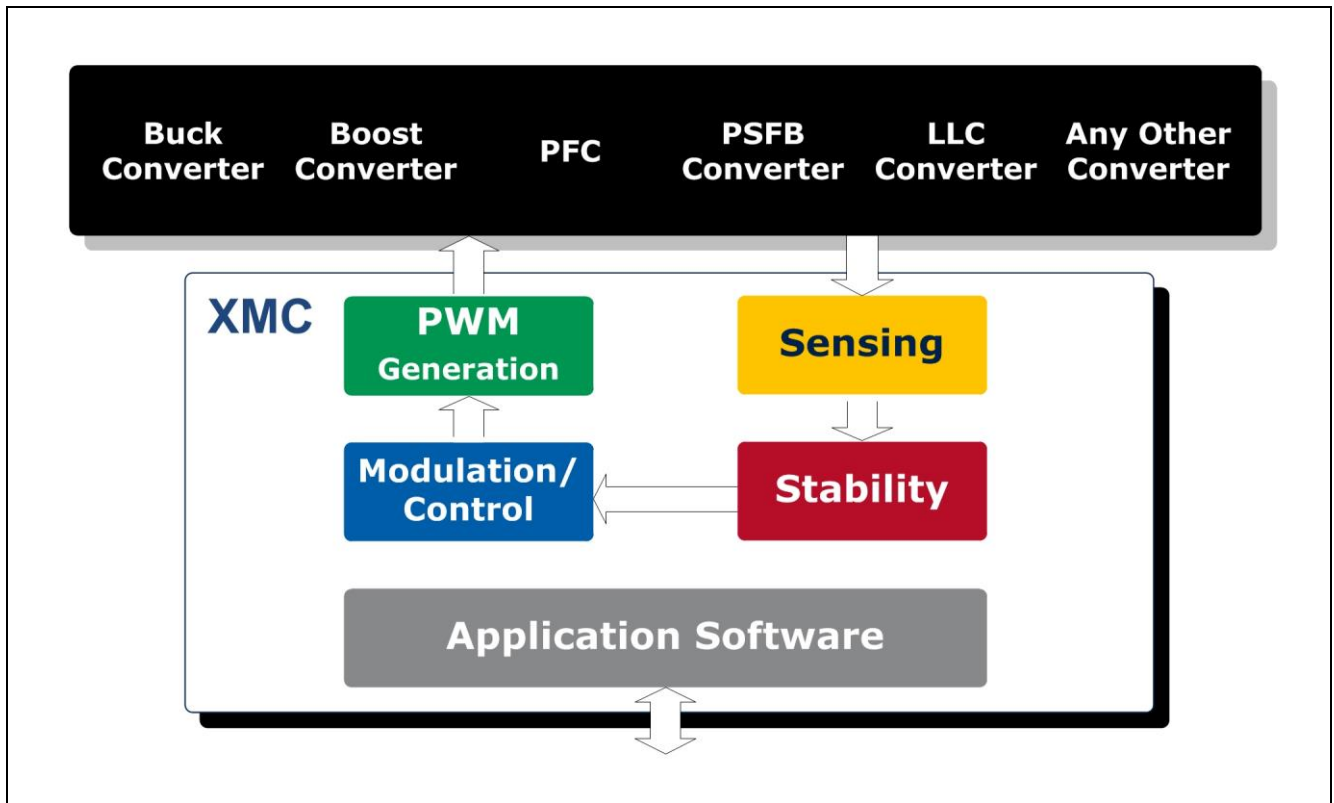 Buck
Converter
Boost
Converter
PFC
PSFB
Converter
LLC
Converter
Any Other
Converter
XMC
PWM
Generation
Sensing
Modulation/
Control
Stability
Application Software